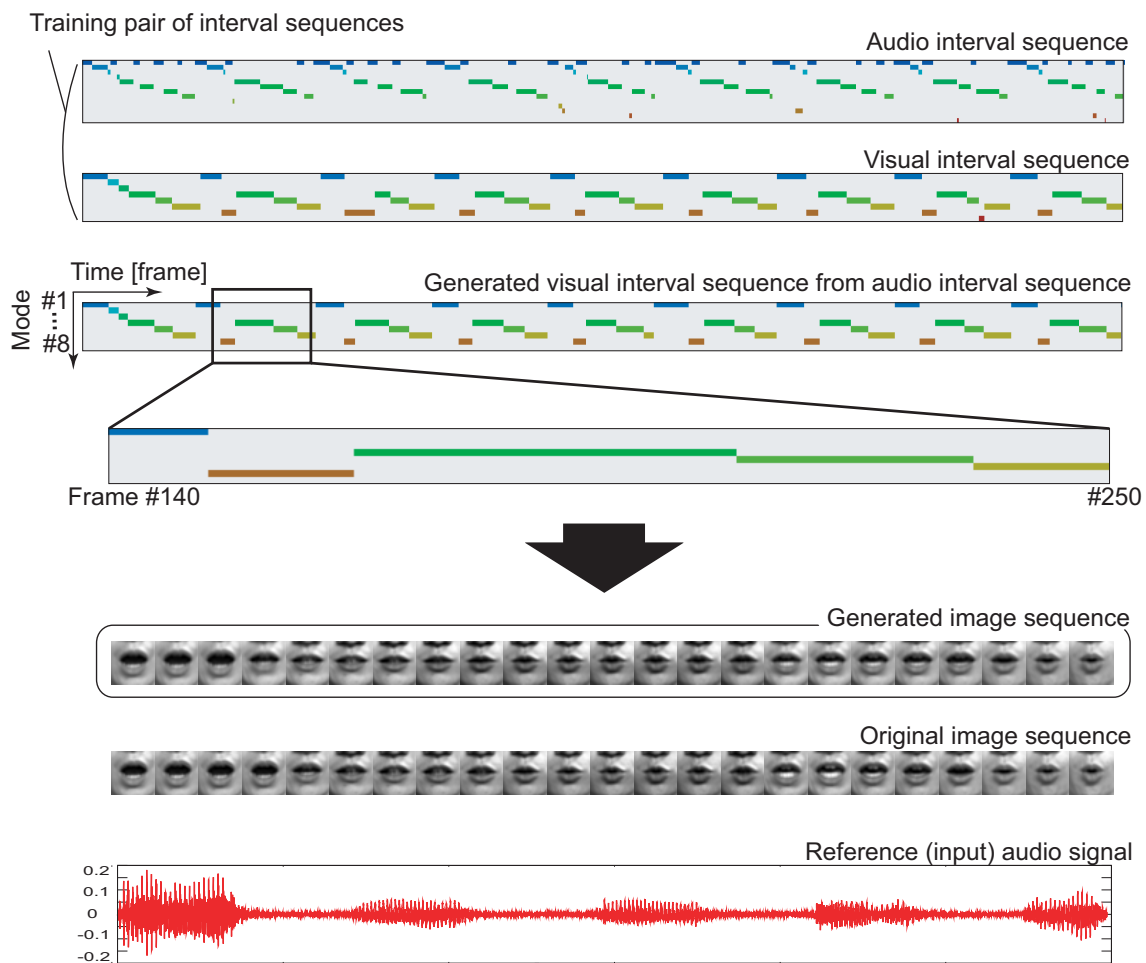 Training pair of interval sequences
Audio interval sequence
Visual interval sequence
Time [frame]
Generated visual interval sequence from audio interval sequence
Mode
#1
...
#8
Frame #140
#250
Generated image sequence
Original image sequence
Reference (input) audio signal
0.2
0.1
0
-0.1
-0.2